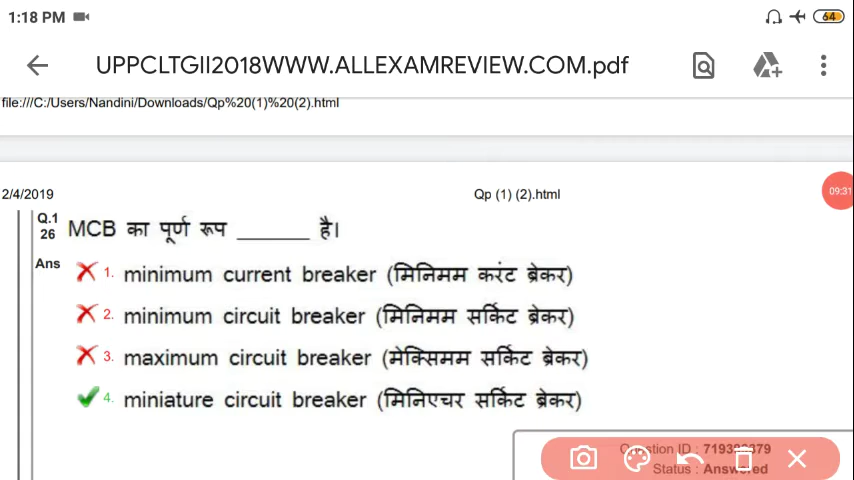 1:18 PM
64
UPPCLTGII2018WWW.ALLEXAMREVIEW.COM.pdf
file:///C:/Users/Nandini/Downloads/Qp%20(1)%20(2).html
2/4/2019
Qp (1) (2).html
09:31
Q.1
26
MCB का पूर्ण रूप _______ है।
Ans
1. minimum current breaker (मिनिमम करंट ब्रेकर)
2. minimum circuit breaker (मिनिमम सर्किट ब्रेकर)
3. maximum circuit breaker (मेक्सिमम सर्किट ब्रेकर)
4. miniature circuit breaker (मिनिएचर सर्किट ब्रेकर)
Question ID :
Status : Answered